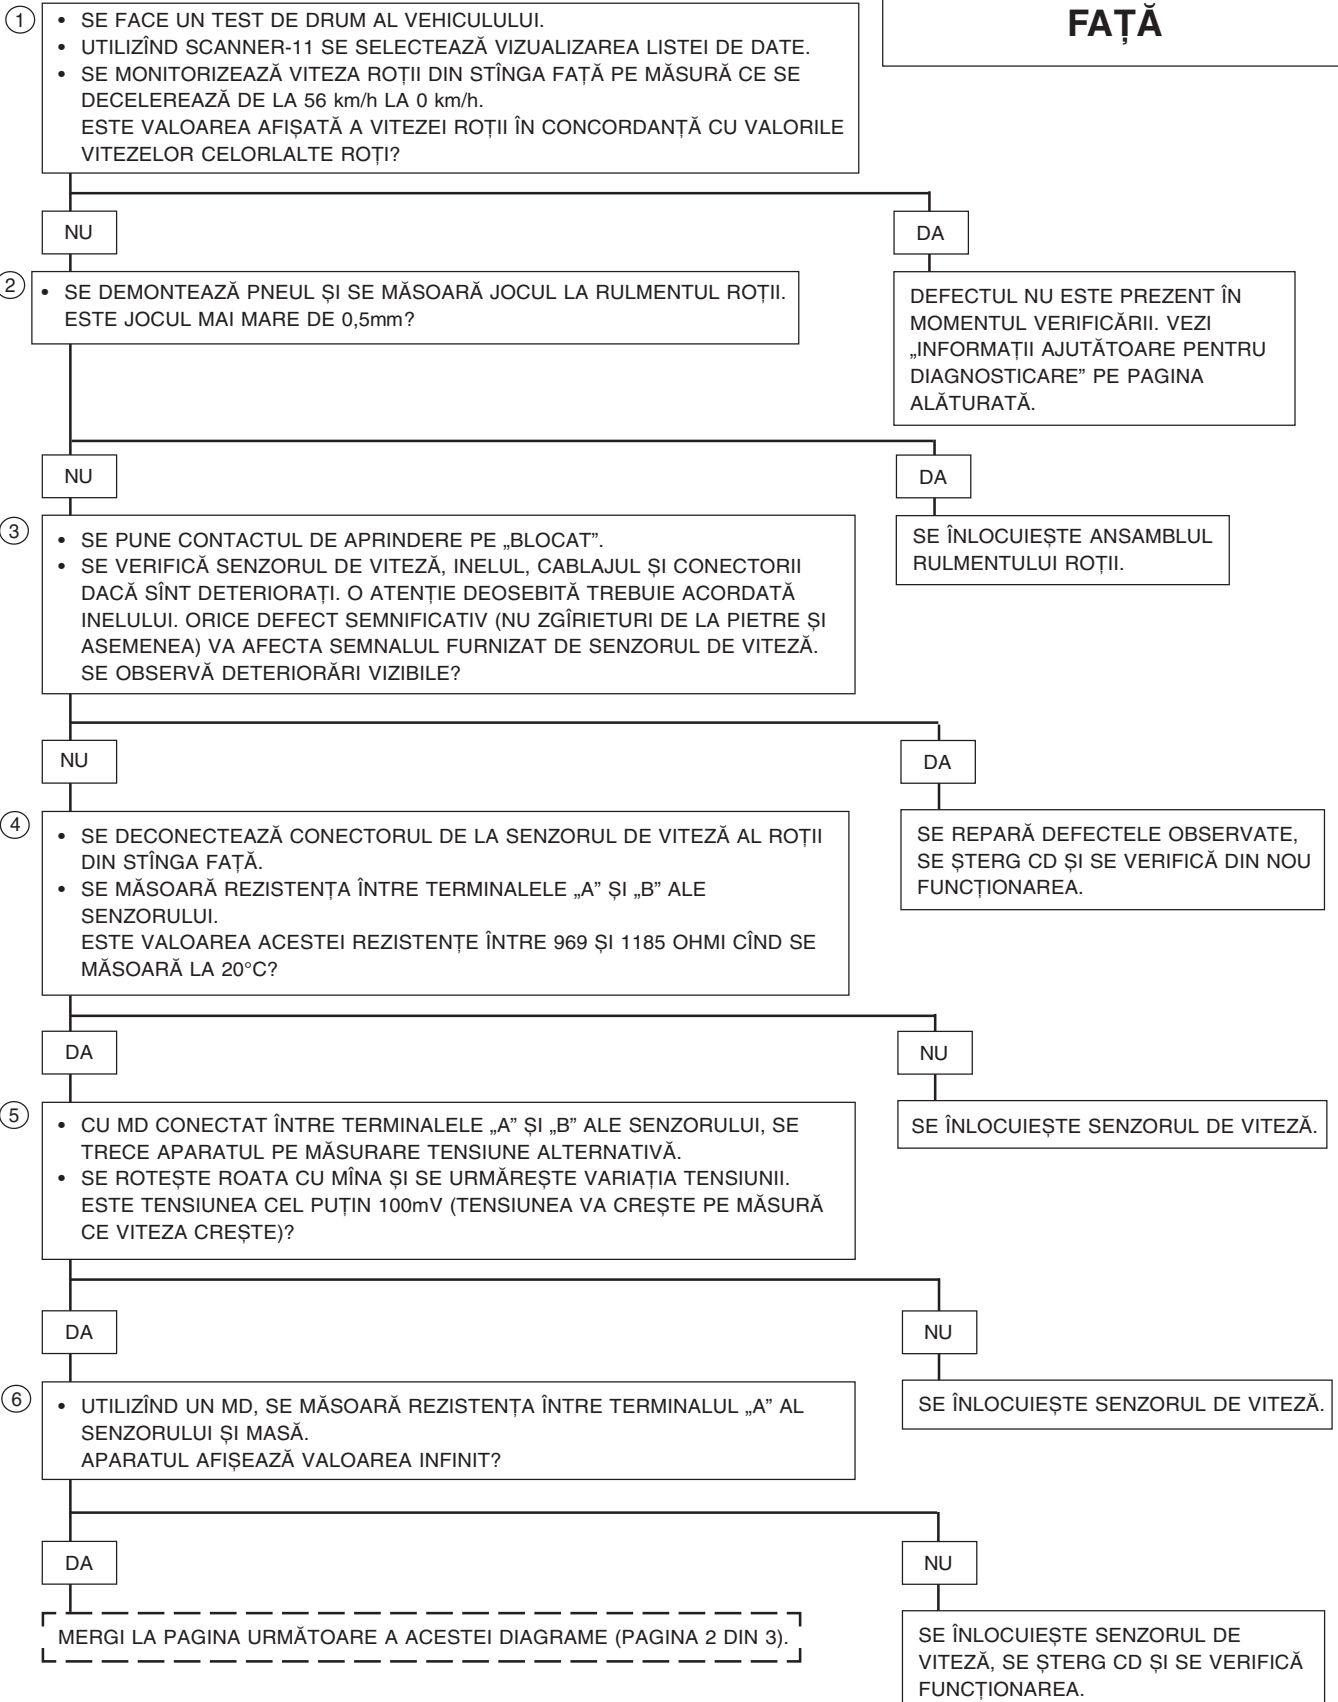 FAȚĂ
1
• SE FACE UN TEST DE DRUM AL VEHICULULUI.
• UTILIZÎND SCANNER-11 SE SELECTEAZĂ VIZUALIZAREA LISTEI DE DATE.
• SE MONITORIZEAZĂ VITEZA ROȚII DIN STÎNGA FAȚĂ PE MĂSURĂ CE SE
DECELEREAZĂ DE LA 56 km/h LA 0 km/h.
ESTE VALOAREA AFIȘATĂ A VITEZEI ROȚII ÎN CONCORDANȚĂ CU VALORILE
VITEZELOR CELORLALTE ROȚI?
NU
DA
2
• SE DEMONTEAZĂ PNEUL ȘI SE MĂSOARĂ JOCUL LA RULMENTUL ROȚII.
ESTE JOCUL MAI MARE DE 0,5mm?
DEFECTUL NU ESTE PREZENT ÎN
MOMENTUL VERIFICĂRII. VEZI
„INFORMAȚII AJUTĂTOARE PENTRU
DIAGNOSTICARE” PE PAGINA
ALĂTURATĂ.
NU
DA
3
• SE PUNE CONTACTUL DE APRINDERE PE „BLOCAT”.
• SE VERIFICĂ SENZORUL DE VITEZĂ, INELUL, CABLAJUL ȘI CONECTORII
DACĂ SÎNT DETERIORAȚI. O ATENȚIE DEOSEBITĂ TREBUIE ACORDATĂ
INELULUI. ORICE DEFECT SEMNIFICATIV (NU ZGÎRIETURI DE LA PIETRE ȘI
ASEMENEA) VA AFECTA SEMNALUL FURNIZAT DE SENZORUL DE VITEZĂ.
SE OBSERVĂ DETERIORĂRI VIZIBILE?
SE ÎNLOCUIEȘTE ANSAMBLUL
RULMENTULUI ROȚII.
NU
DA
4
• SE DECONECTEAZĂ CONECTORUL DE LA SENZORUL DE VITEZĂ AL ROȚII
DIN STÎNGA FAȚĂ.
• SE MĂSOARĂ REZISTENȚA ÎNTRE TERMINALELE „A” ȘI „B” ALE
SENZORULUI.
ESTE VALOAREA ACESTEI REZISTENȚE ÎNTRE 969 ȘI 1185 OHMI CÎND SE
MĂSOARĂ LA 20°C?
SE REPARĂ DEFECTELE OBSERVATE,
SE ȘTERG CD ȘI SE VERIFICĂ DIN NOU
FUNCȚIONAREA.
DA
NU
5
• CU MD CONECTAT ÎNTRE TERMINALELE „A” ȘI „B” ALE SENZORULUI, SE
TRECE APARATUL PE MĂSURARE TENSIUNE ALTERNATIVĂ.
• SE ROTEȘTE ROATA CU MÎNA ȘI SE URMĂREȘTE VARIAȚIA TENSIUNII.
ESTE TENSIUNEA CEL PUȚIN 100mV (TENSIUNEA VA CREȘTE PE MĂSURĂ
CE VITEZA CREȘTE)?
SE ÎNLOCUIEȘTE SENZORUL DE VITEZĂ.
DA
NU
6
• UTILIZÎND UN MD, SE MĂSOARĂ REZISTENȚA ÎNTRE TERMINALUL „A” AL
SENZORULUI ȘI MASĂ.
APARATUL AFIȘEAZĂ VALOAREA INFINIT?
SE ÎNLOCUIEȘTE SENZORUL DE VITEZĂ.
DA
NU
MERGI LA PAGINA URMĂTOARE A ACESTEI DIAGRAME (PAGINA 2 DIN 3).
SE ÎNLOCUIEȘTE SENZORUL DE
VITEZĂ, SE ȘTERG CD ȘI SE VERIFICĂ
FUNCȚIONAREA.